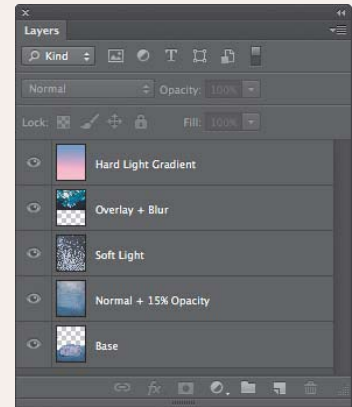 Layers
Kind
T
Normal Opacity: 100%
Lock: Fill: 100%
Hard Light Gradient
Overlay + Blur
Soft Light
Normal + 15% Opacity
Base
fx